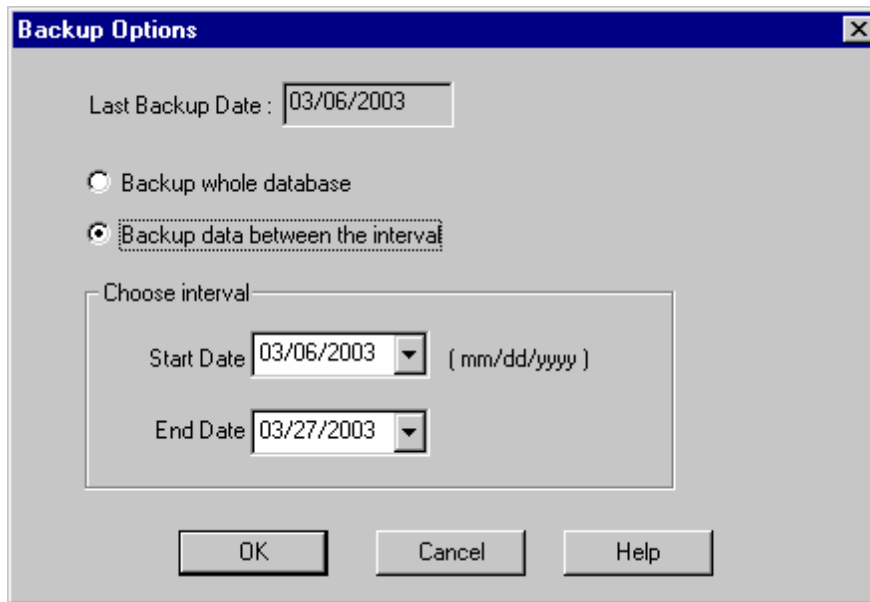 Backup Options
Last Backup Date : 03/06/2003
Backup whole database
Backup data between the interval
Choose interval
Start Date 03/06/2003 ( mm/dd/yyyy )
End Date 03/27/2003
OK Cancel Help